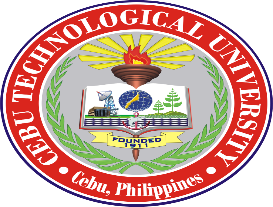 CEBU TECHNOLOGICAL UNIVERSITY
FOUNDED
1911
Cebu, Philippines